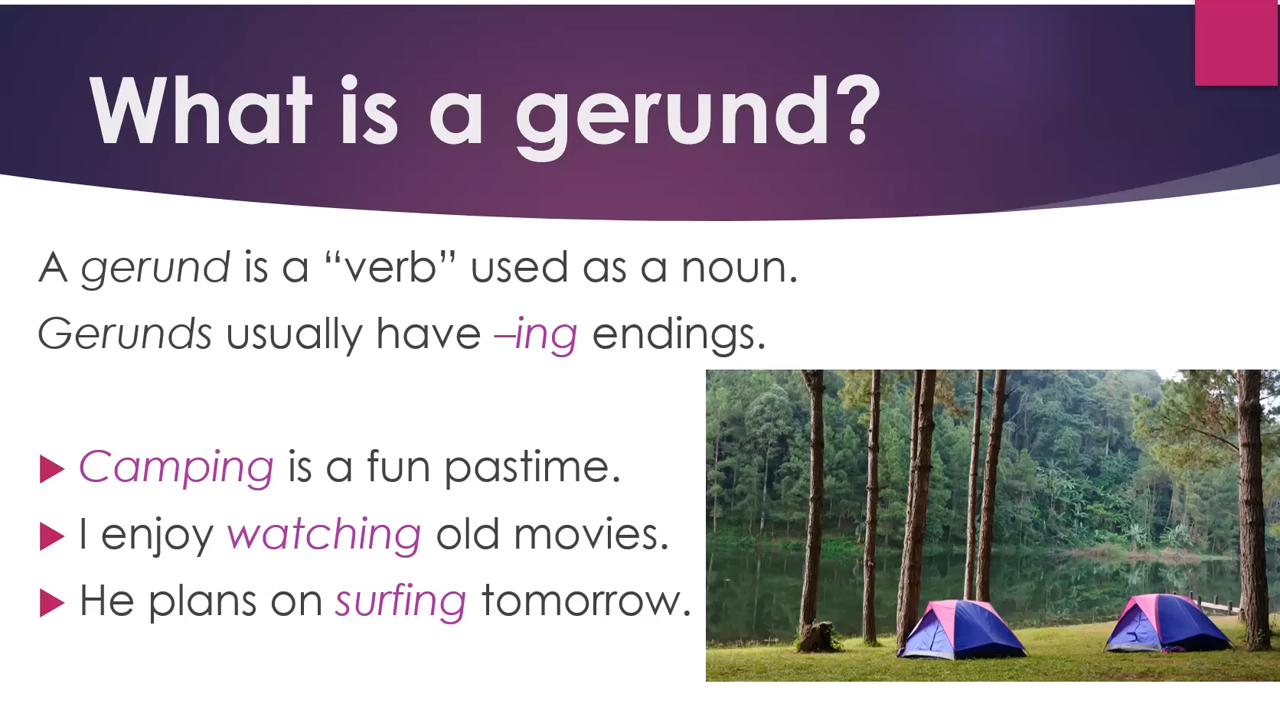 What is a gerund?
A gerund is a “verb” used as a noun.
Gerunds usually have –ing endings.
Camping is a fun pastime.
I enjoy watching old movies.
He plans on surfing tomorrow.